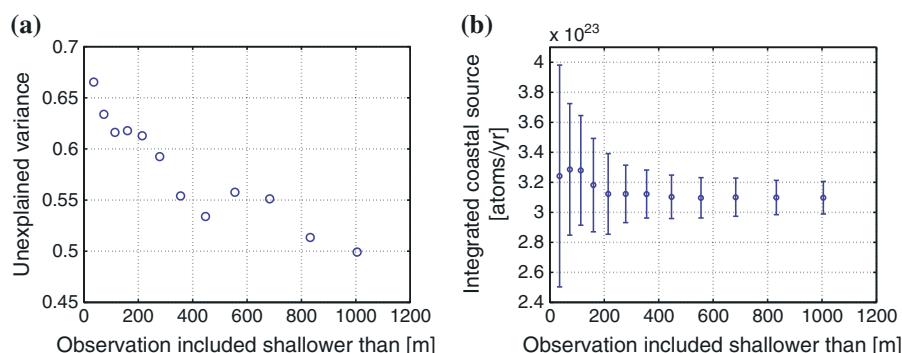 (a)
0.7
0.65
0.6
0.55
0.5
0.45
Unexplained variance
0 200 400 600 800 1000 1200
Observation included shallower than [m]
(b)
x 10^23
4
3.8
3.6
3.4
3.2
3
2.8
2.6
2.4
Integrated coastal source
[atoms/yr]
0 200 400 600 800 1000 1200
Observation included shallower than [m]